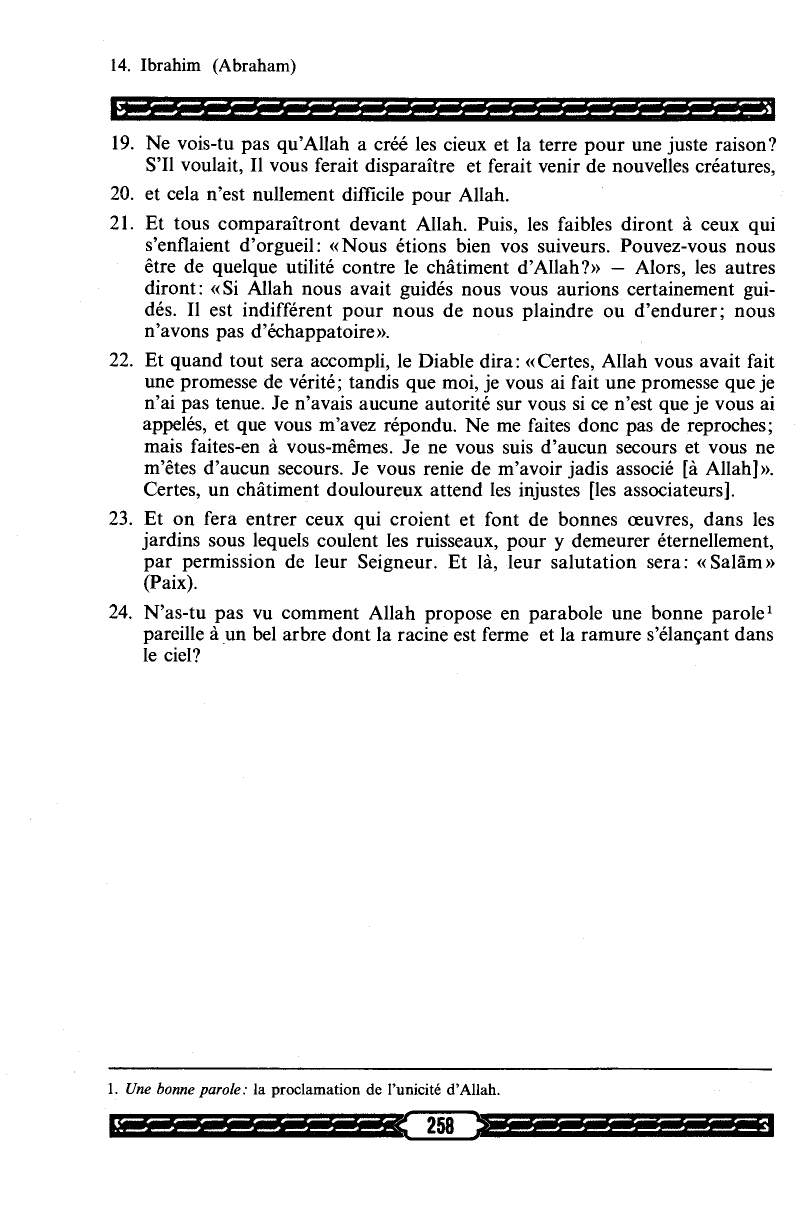 14. Ibrahim (Abraham)
19. Ne vois-tu pas qu'Allah a créé les cieux et la terre pour une juste raison?
S'Il voulait, Il vous ferait disparaître et ferait venir de nouvelles créatures,
20. et cela n'est nullement difficile pour Allah.
21. Et tous comparaîtront devant Allah. Puis, les faibles diront à ceux qui
s'enflaient d'orgueil: «Nous étions bien vos suiveurs. Pouvez-vous nous
être de quelque utilité contre le châtiment d'Allah?» — Alors, les autres
diront: «Si Allah nous avait guidés nous vous aurions certainement gui-
dés. Il est indifférent pour nous de nous plaindre ou d'endurer; nous
n'avons pas d'échappatoire».
22. Et quand tout sera accompli, le Diable dira: «Certes, Allah vous avait fait
une promesse de vérité; tandis que moi, je vous ai fait une promesse que je
n'ai pas tenue. Je n'avais aucune autorité sur vous si ce n'est que je vous ai
appelés, et que vous m'avez répondu. Ne me faites donc pas de reproches;
mais faites-en à vous-mêmes. Je ne vous suis d'aucun secours et vous ne
m'êtes d'aucun secours. Je vous renie de m'avoir jadis associé [à Allah]».
Certes, un châtiment douloureux attend les injustes [les associateurs].
23. Et on fera entrer ceux qui croient et font de bonnes œuvres, dans les
jardins sous lequels coulent les ruisseaux, pour y demeurer éternellement,
par permission de leur Seigneur. Et là, leur salutation sera: «Salām»
(Paix).
24. N'as-tu pas vu comment Allah propose en parabole une bonne parole¹
pareille à un bel arbre dont la racine est ferme et la ramure s'élançant dans
le ciel?
1. Une bonne parole: la proclamation de l'unicité d'Allah.
258